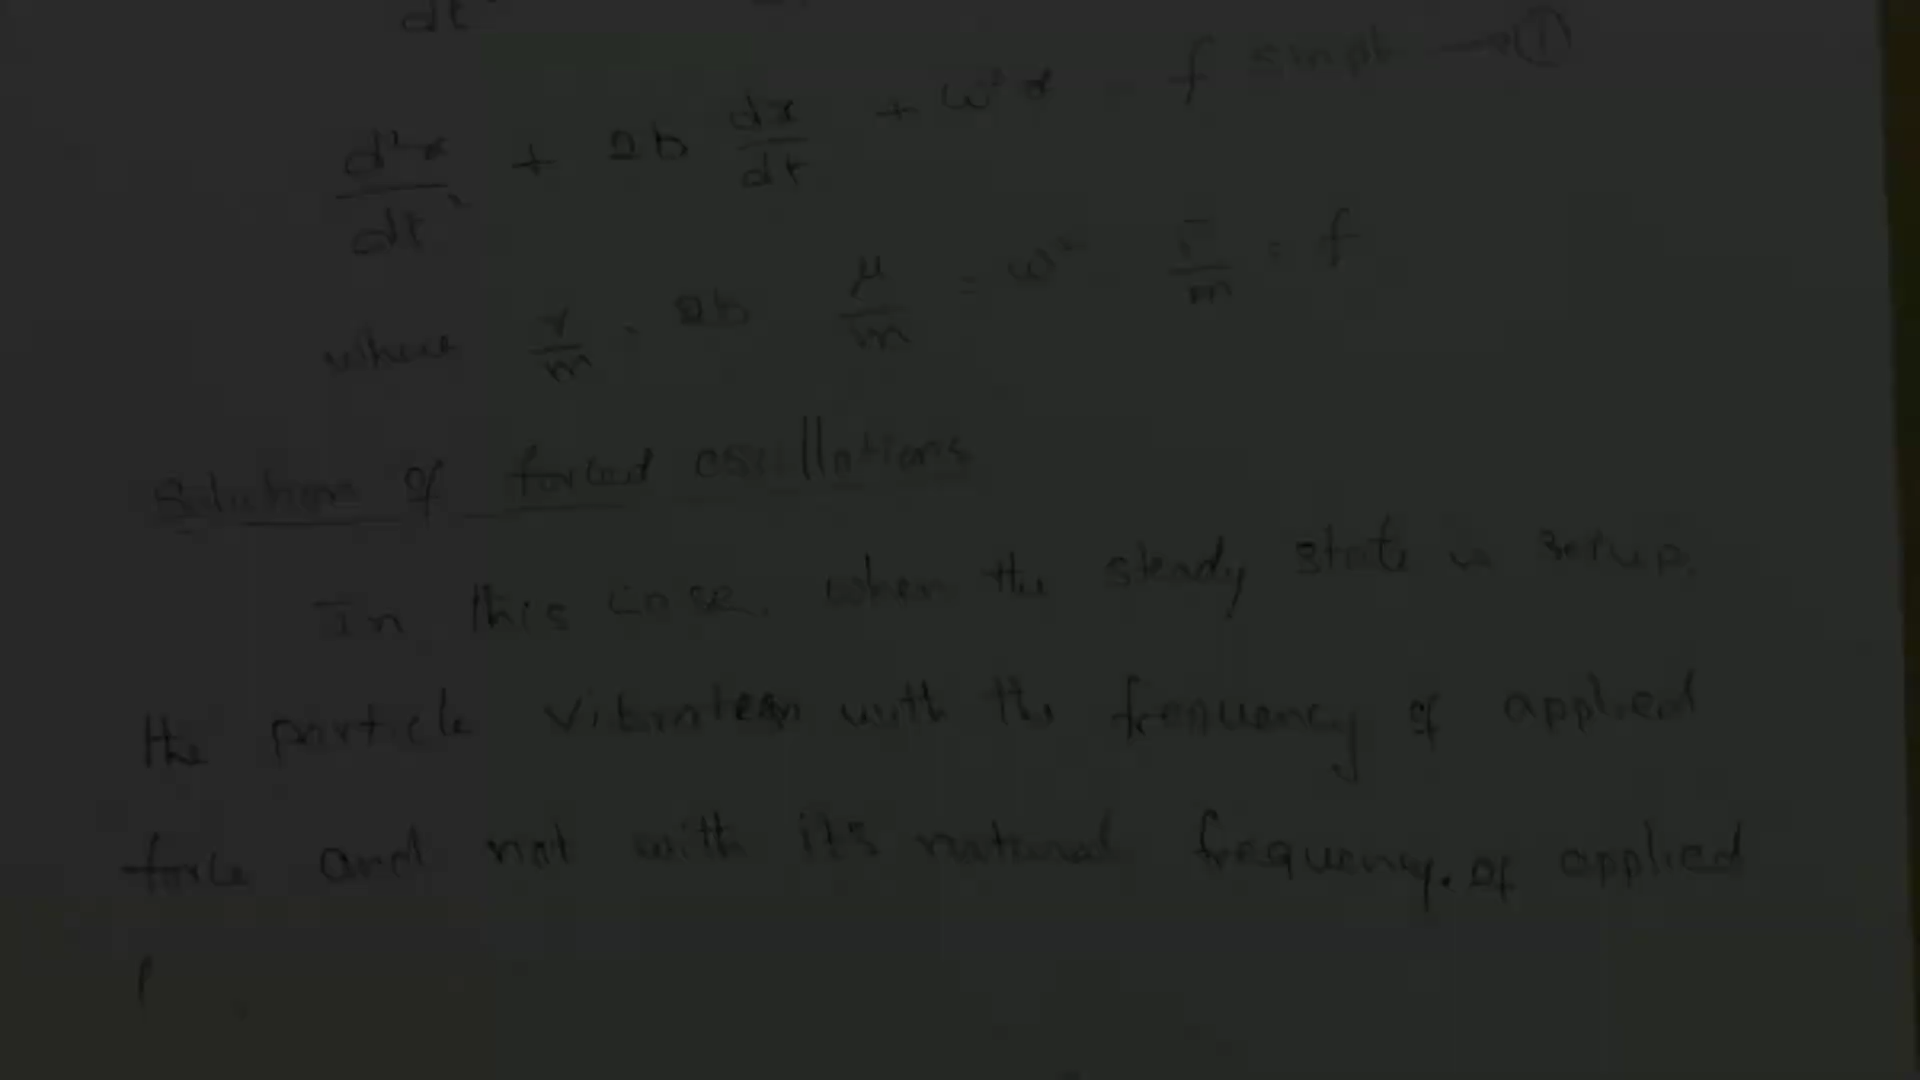 dt
d²x/dt² + 2b dx/dt + ω²x = f sin pt → ①
where r/m = 2b μ/m = ω² F/m = f
Solution of forced oscillations
In this case, when the steady state is setup.
the particle vibrates with the frequency of applied
force and not with its natural frequency. of applied